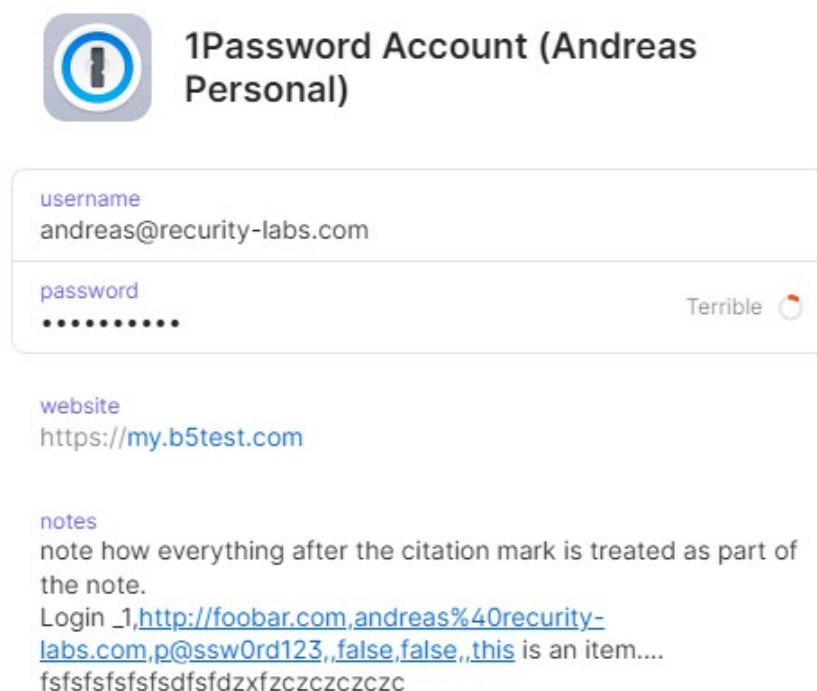 1Password Account (Andreas
Personal)
username
andreas@recurity-labs.com
password
••••••••••
Terrible
website
https://my.b5test.com
notes
note how everything after the citation mark is treated as part of
the note.
Login _1,http://foobar.com,andreas%40recurity-
labs.com,p@ssw0rd123,,false,false,,this is an item....
fsfsfsfsfsfsdfsfdzxfzczczczczc